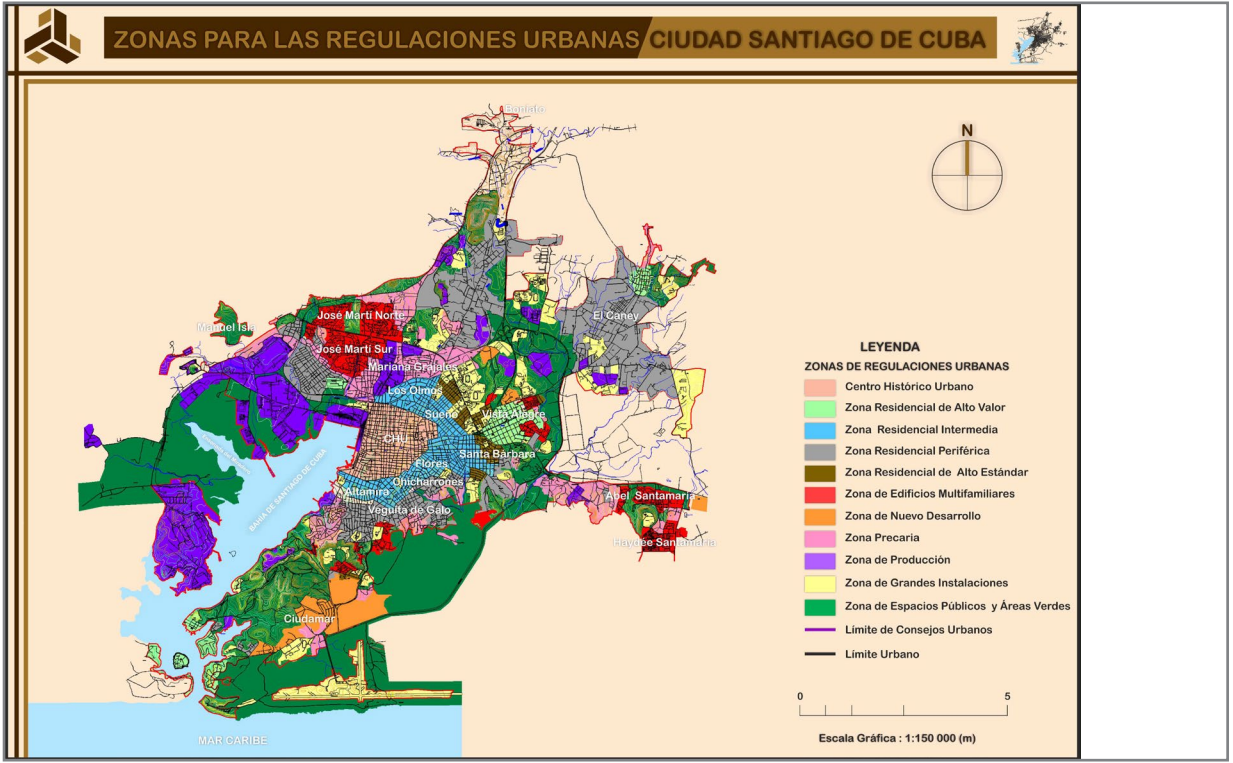 ZONAS PARA LAS REGULACIONES URBANAS CIUDAD SANTIAGO DE CUBA
Boniato
N
El Caney
José Martí Norte
Manuel Isla
José Martí Sur
Mariana Grajales
Los Olmos
Sueño
Vista Alegre
CHU
Santa Bárbara
Flores
Chicharrones
Altamira
Abel Santamaría
Veguita de Galo
Haydée Santamaría
BAHIA DE SANTIAGO DE CUBA
Ciudamar
MAR CARIBE
LEYENDA
ZONAS DE REGULACIONES URBANAS
Centro Histórico Urbano
Zona Residencial de Alto Valor
Zona Residencial Intermedia
Zona Residencial Periférica
Zona Residencial de Alto Estándar
Zona de Edificios Multifamiliares
Zona de Nuevo Desarrollo
Zona Precaria
Zona de Producción
Zona de Grandes Instalaciones
Zona de Espacios Públicos y Áreas Verdes
Límite de Consejos Urbanos
Límite Urbano
0 5
Escala Gráfica : 1:150 000 (m)